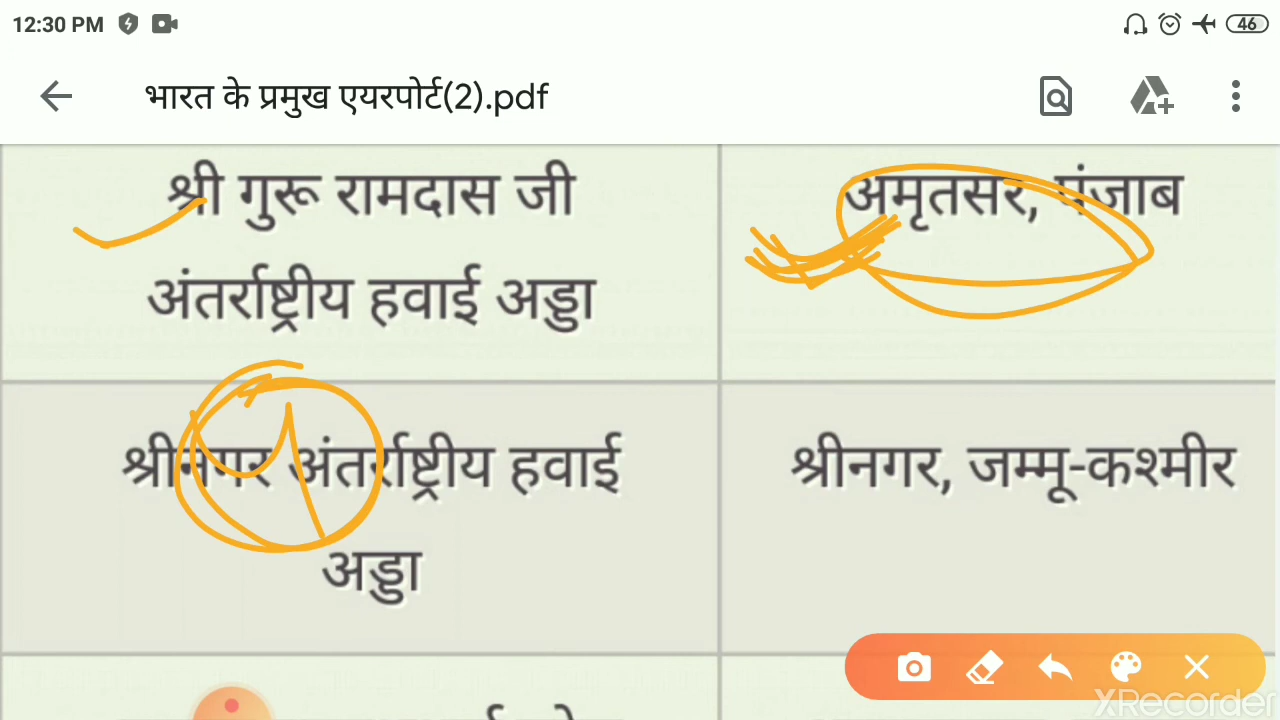 12:30 PM 46
भारत के प्रमुख एयरपोर्ट(2).pdf
श्री गुरू रामदास जी अमृतसर, पंजाब
अंतर्राष्ट्रीय हवाई अड्डा
श्रीनगर अंतर्राष्ट्रीय हवाई श्रीनगर, जम्मू-कश्मीर
अड्डा
XRecorder